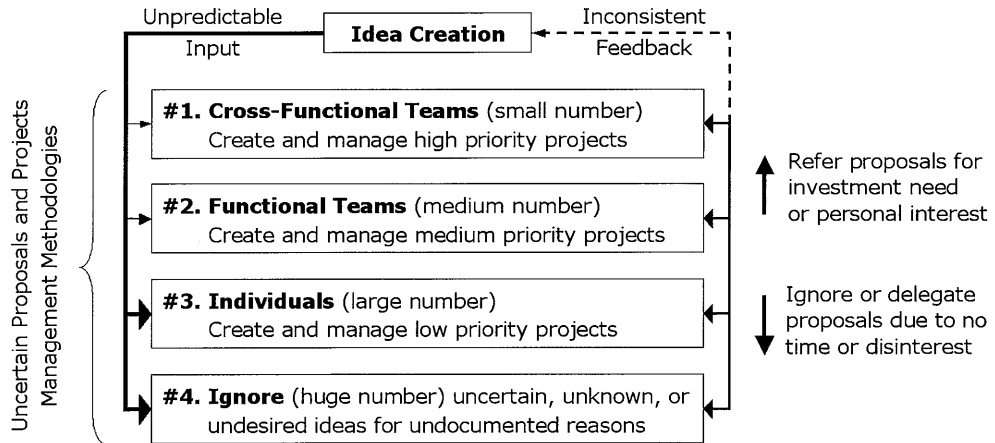 Unpredictable
Input
Idea Creation
Inconsistent
Feedback
Uncertain Proposals and Projects
Management Methodologies
#1. Cross-Functional Teams (small number)
Create and manage high priority projects
#2. Functional Teams (medium number)
Create and manage medium priority projects
#3. Individuals (large number)
Create and manage low priority projects
#4. Ignore (huge number) uncertain, unknown, or
undesired ideas for undocumented reasons
Refer proposals for
investment need
or personal interest
Ignore or delegate
proposals due to no
time or disinterest